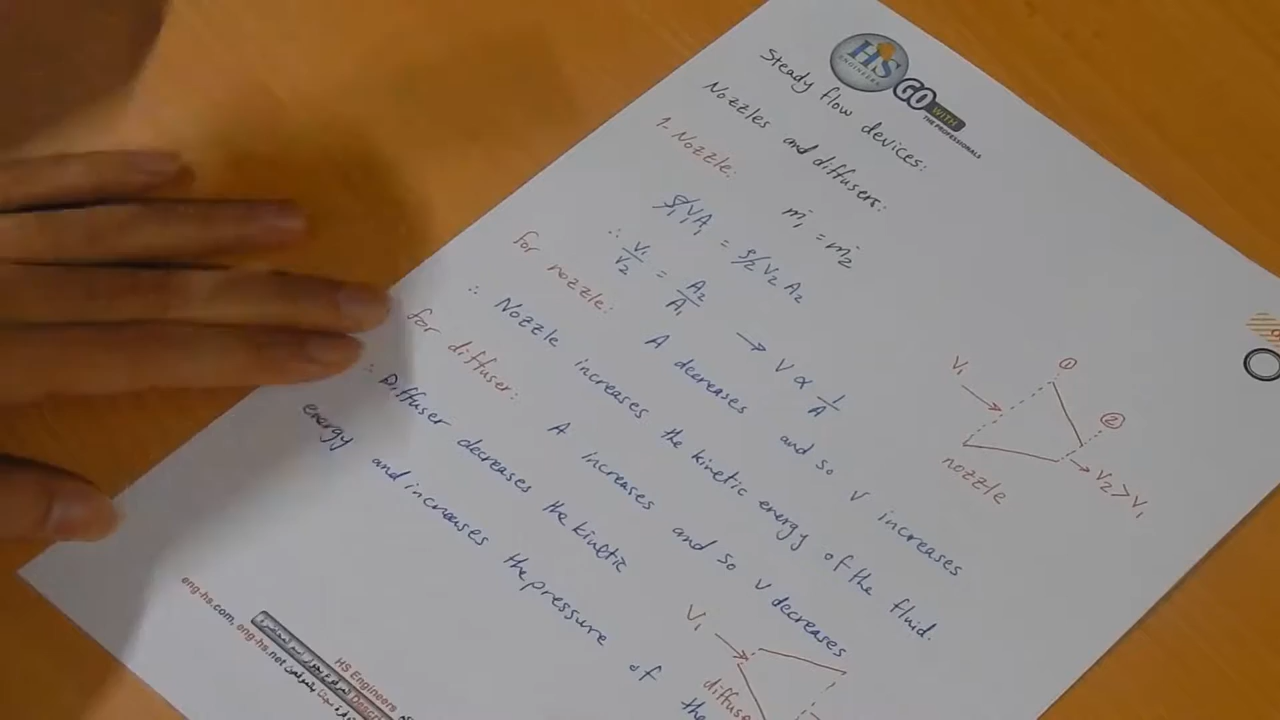 HS
ENGINEERS
GO WITH
THE PROFESSIONALS
Steady flow devices:
Nozzles and diffusers:
1- Nozzle:
ṁ1 = ṁ2
ρ1V1A1 = ρ2 V2 A2
∴ V1/V2 = A2/A1 → V ∝ 1/A
for nozzle: A decreases and so V increases
∴ Nozzle increases the kinetic energy of the fluid.
for diffuser: A increases and so V decreases
∴ Diffuser decreases the kinetic
energy and increases the pressure of the
V1
1
2
V2 > V1
nozzle
V1
eng-hs.com, eng-hs.net
HS Engineers